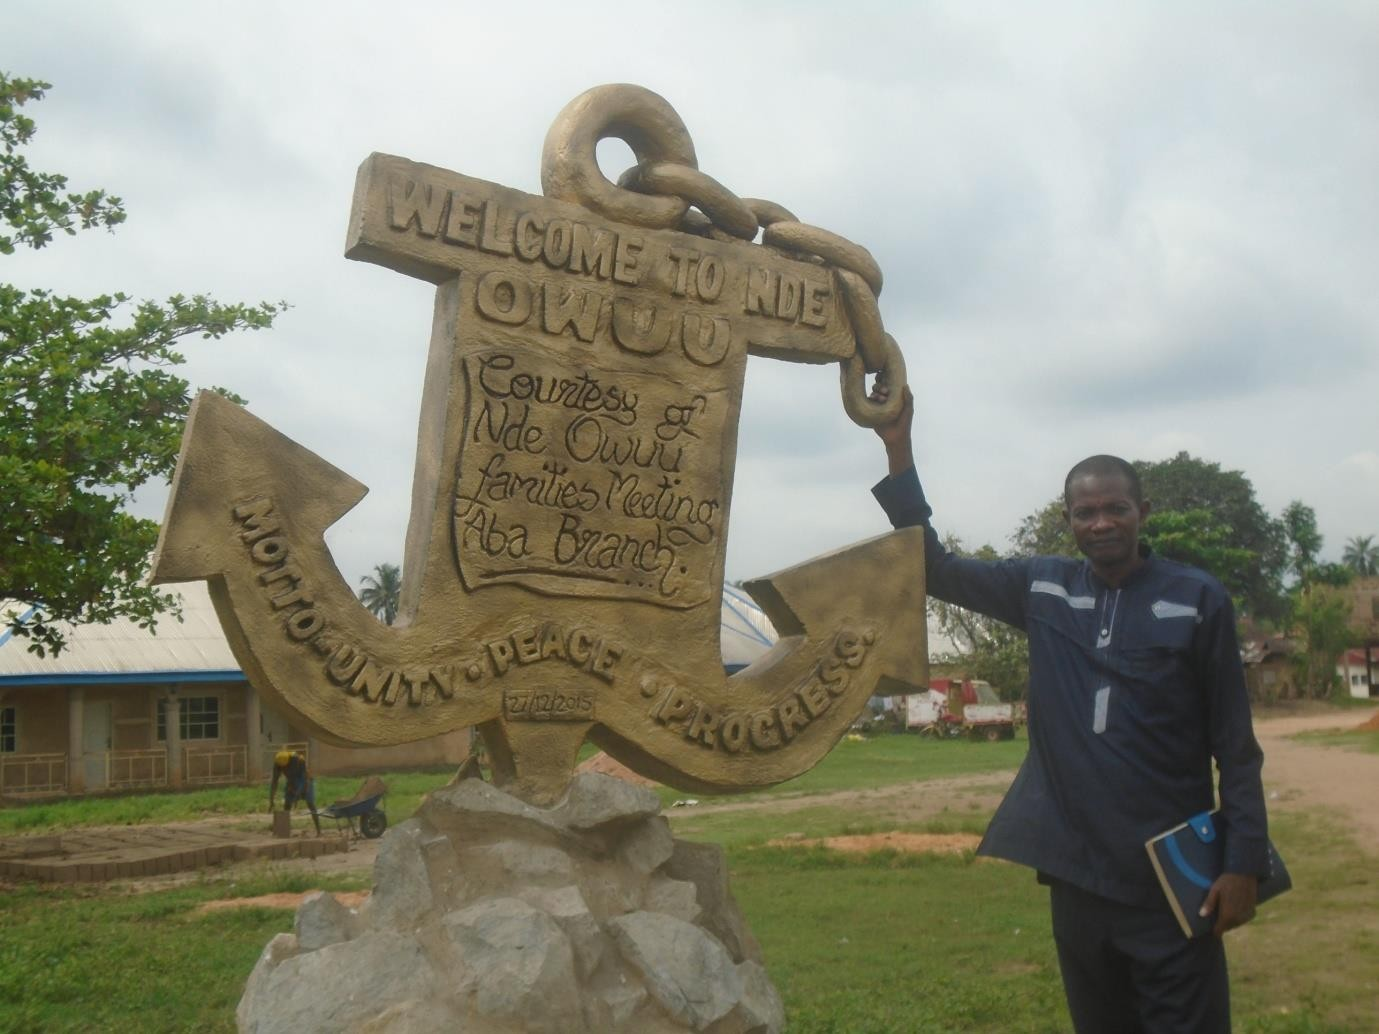 WELCOME TO NDE
OWUU
Courtesy of
Nde Owuu
families Meeting
Aba Branch....
MOTTO-UNITY•PEACE•PROGRESS.
27/12/2015